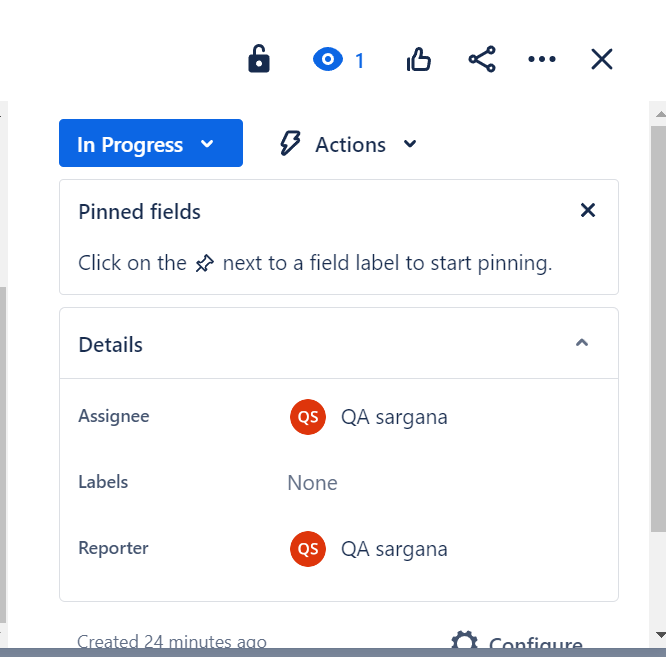 1
In Progress
Actions
Pinned fields
Click on the next to a field label to start pinning.
Details
Assignee
QS QA sargana
Labels
None
Reporter
QS QA sargana
Created 24 minutes ago
Configure